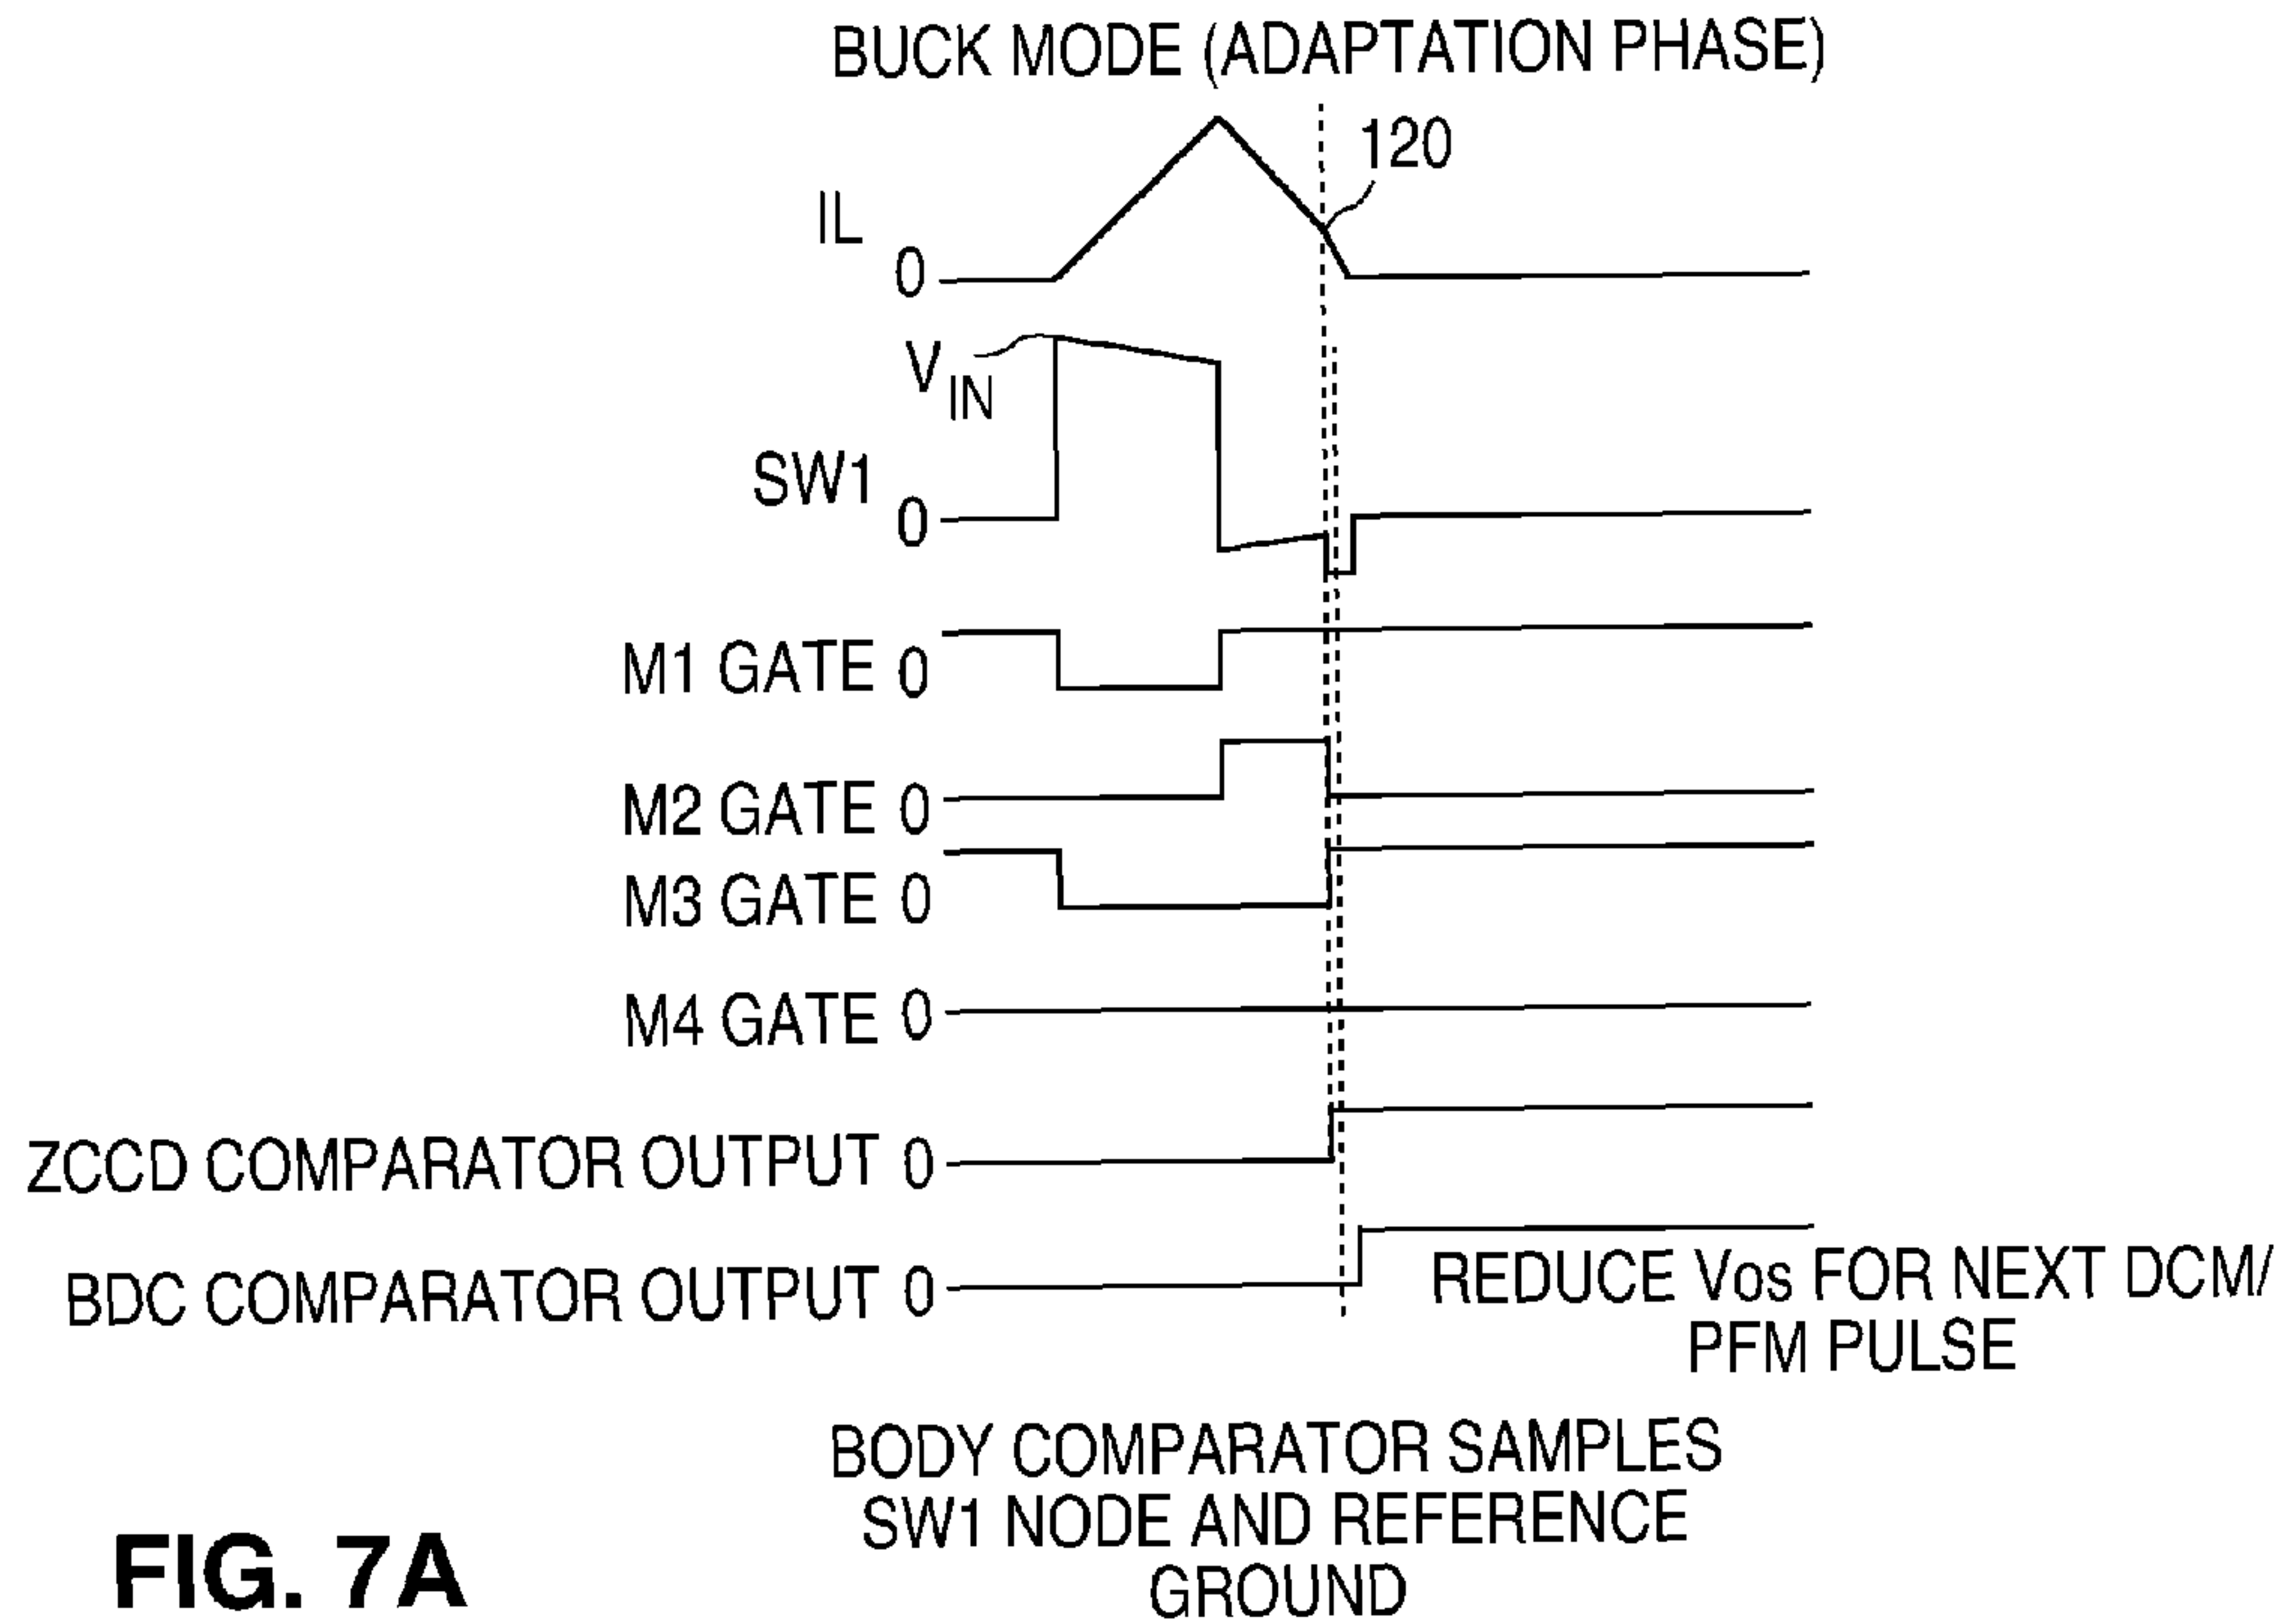 BUCK MODE (ADAPTATION PHASE)
120
IL
0
VIN
SW1
0
M1 GATE 0
M2 GATE 0
M3 GATE 0
M4 GATE 0
ZCCD COMPARATOR OUTPUT 0
BDC COMPARATOR OUTPUT 0
REDUCE Vos FOR NEXT DCM/
PFM PULSE
BODY COMPARATOR SAMPLES
SW1 NODE AND REFERENCE
GROUND
FIG. 7A